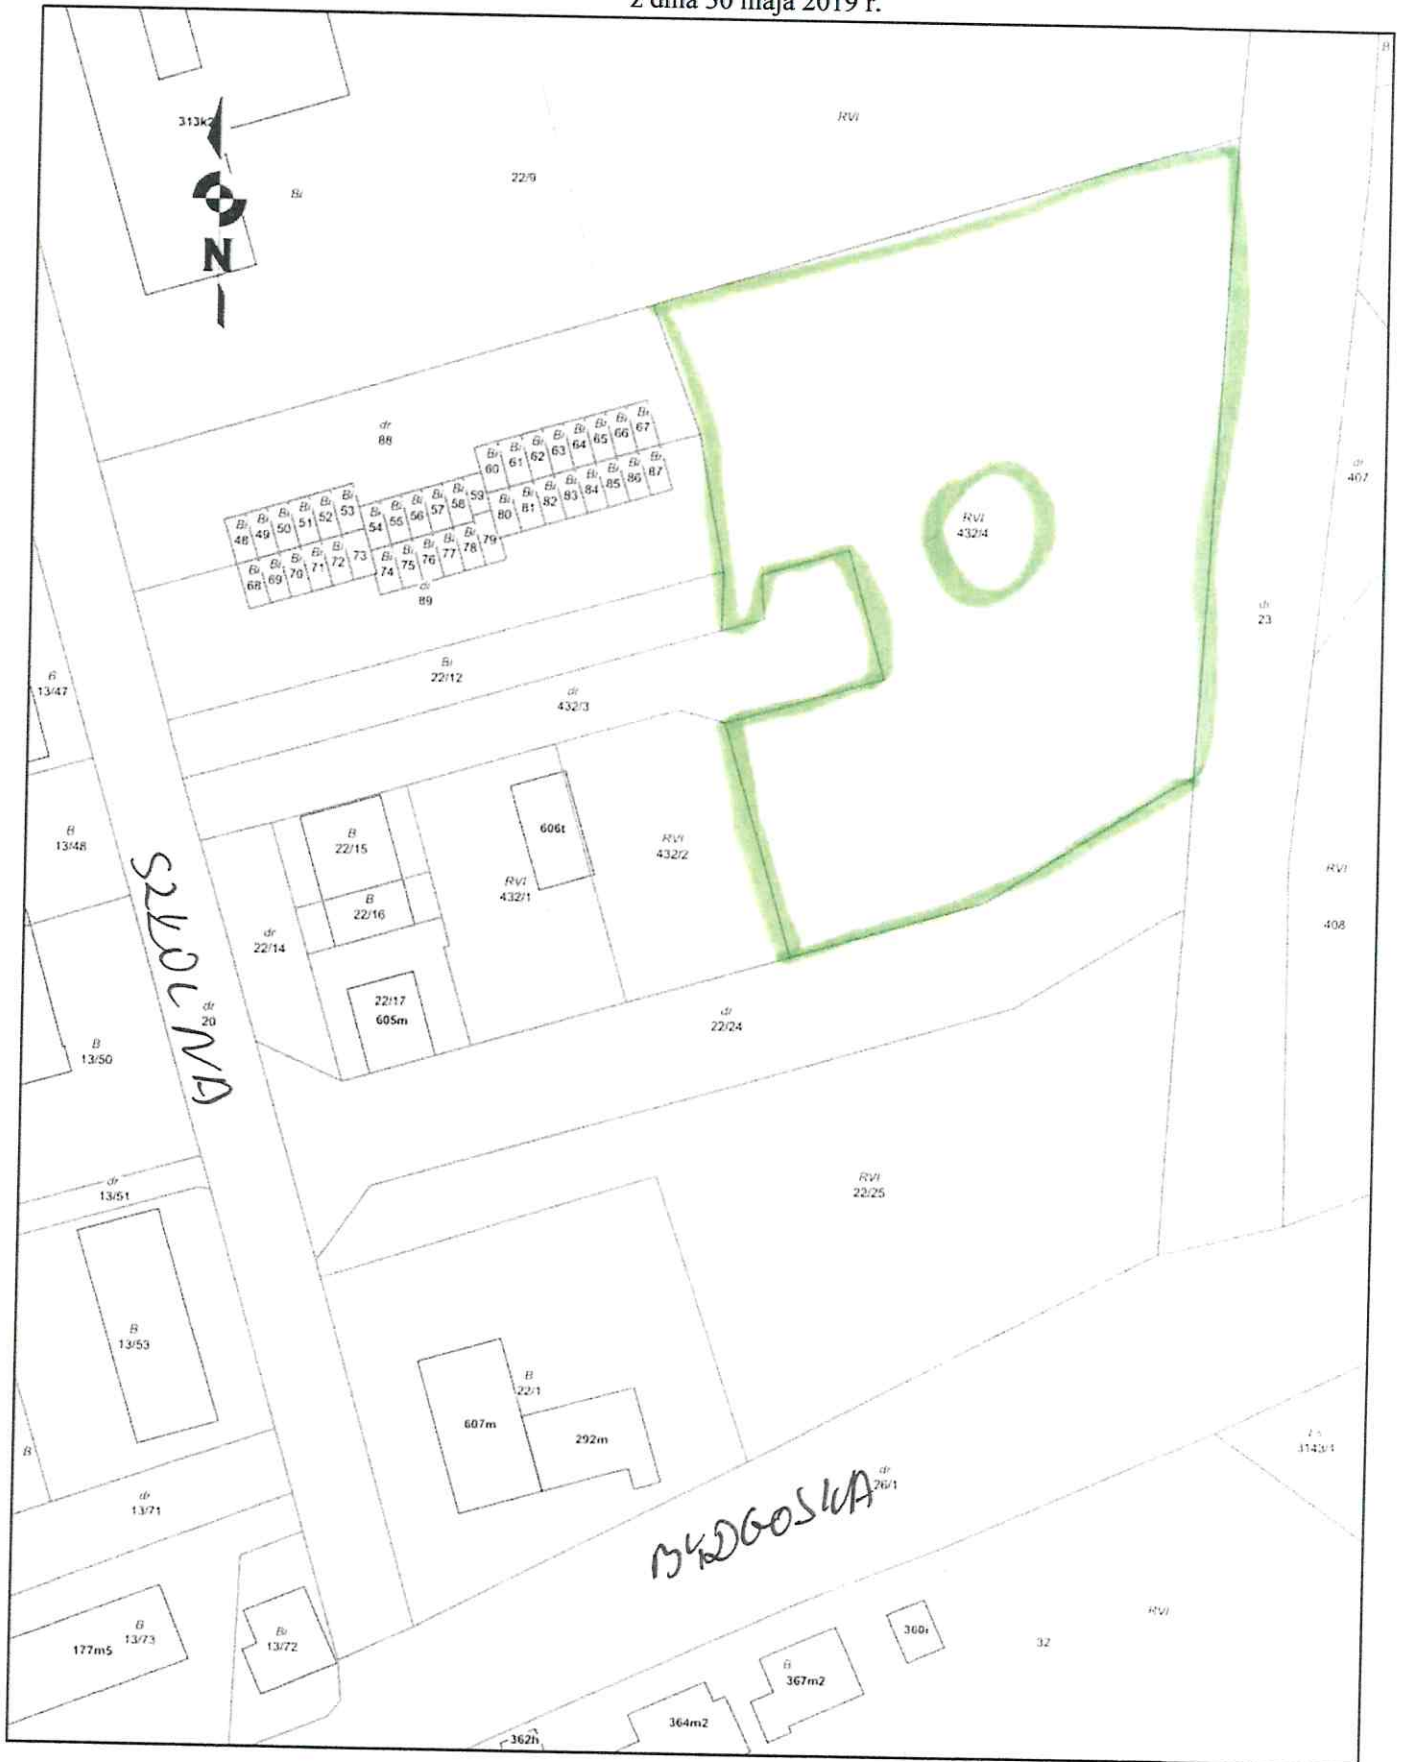 z dnia 30 maja 2019 r.
B
RVI
313k2
22/9
Bi
N
dr
88
Bi Bi Bi Bi Bi Bi Bi Bi
60 61 62 63 64 65 66 67
dr
407
Bi Bi Bi Bi Bi Bi
48 49 50 51 52 53
Bi Bi Bi Bi Bi
54 55 56 57 58 59
Bi Bi Bi Bi Bi Bi Bi Bi
80 81 82 83 84 85 86 87
RVI
432/4
Bi Bi Bi Bi Bi
68 69 70 71 72 73
Bi Bi Bi Bi Bi
74 75 76 77 78 79
dr
89
dr
23
Bi
22/12
B
13/47
dr
432/3
B
13/48
B
22/15
606t
RVI
432/2
RVI
432/1
B
22/16
RVI
408
dr
22/14
SZKOLNA
dr
20
22/17
605m
dr
22/24
B
13/50
dr
13/51
RVI
22/25
B
13/53
B
22/1
607m
292m
B
Ls
3143/1
dr
26/1
BYDGOSKA
dr
13/71
B
13/73
177m5
Bi
13/72
360i
RVI
32
B
367m2
364m2
362h